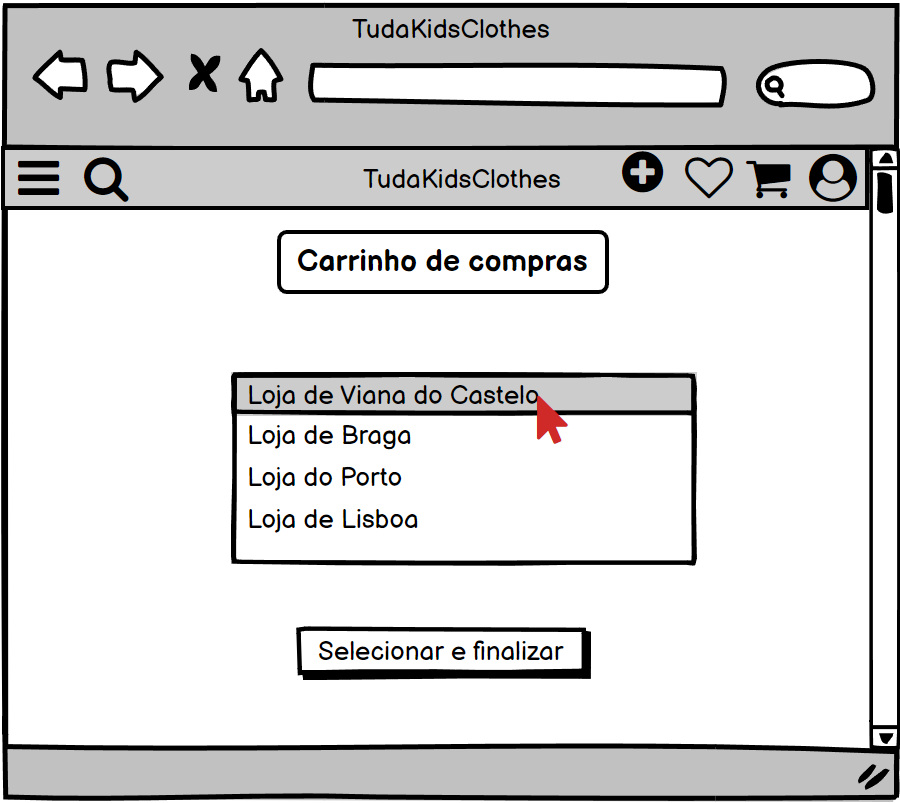 TudaKidsClothes
TudaKidsClothes
Carrinho de compras
Loja de Viana do Castelo
Loja de Braga
Loja do Porto
Loja de Lisboa
Selecionar e finalizar